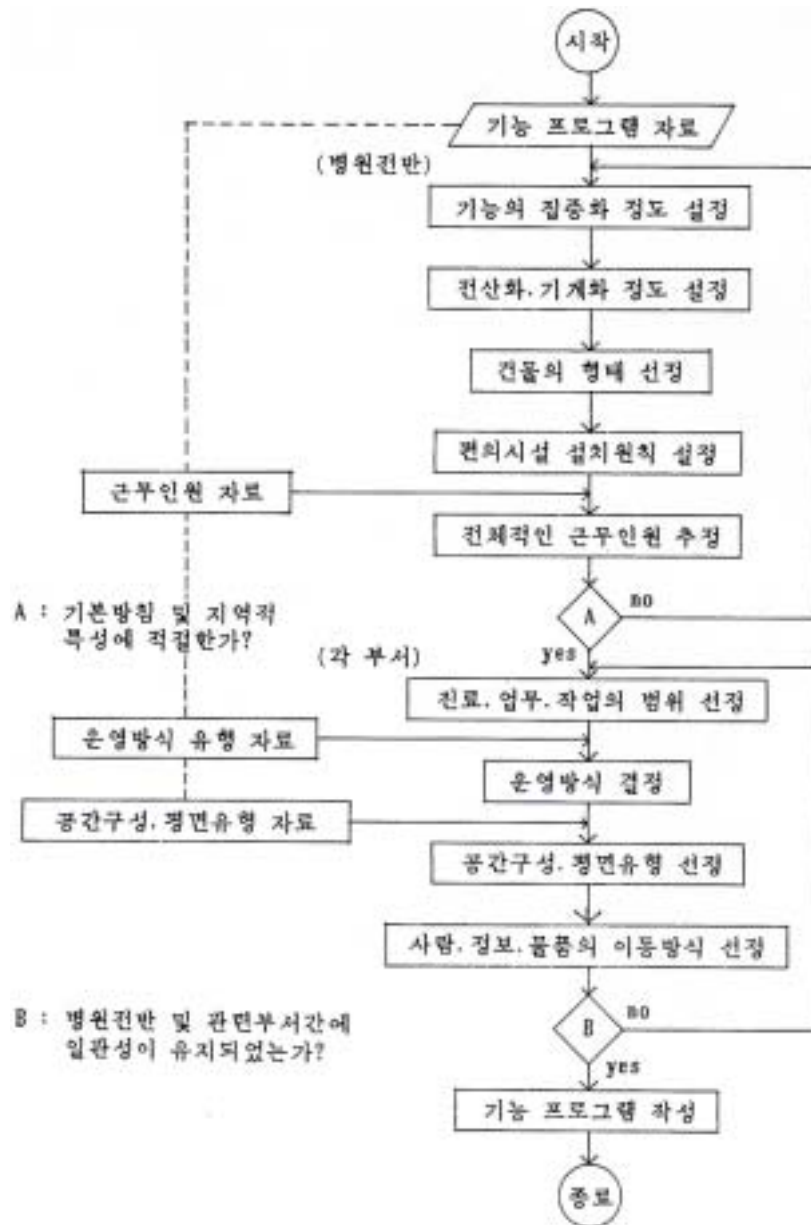 시작
기능 프로그램 자료
(병원전반)
기능의 집중화 정도 설정
전산화.기계화 정도 설정
건물의 형태 선정
편의시설 설치원칙 설정
근무인원 자료
전체적인 근무인원 추정
A : 기본방침 및 지역적
특성에 적절한가?
A
no
yes
(각 부서)
진료.업무.작업의 범위 선정
운영방식 유형 자료
운영방식 결정
공간구성.평면유형 자료
공간구성.평면유형 선정
사람.정보.물품의 이동방식 선정
B : 병원전반 및 관련부서간에
일관성이 유지되었는가?
B
no
yes
기능 프로그램 작성
종료